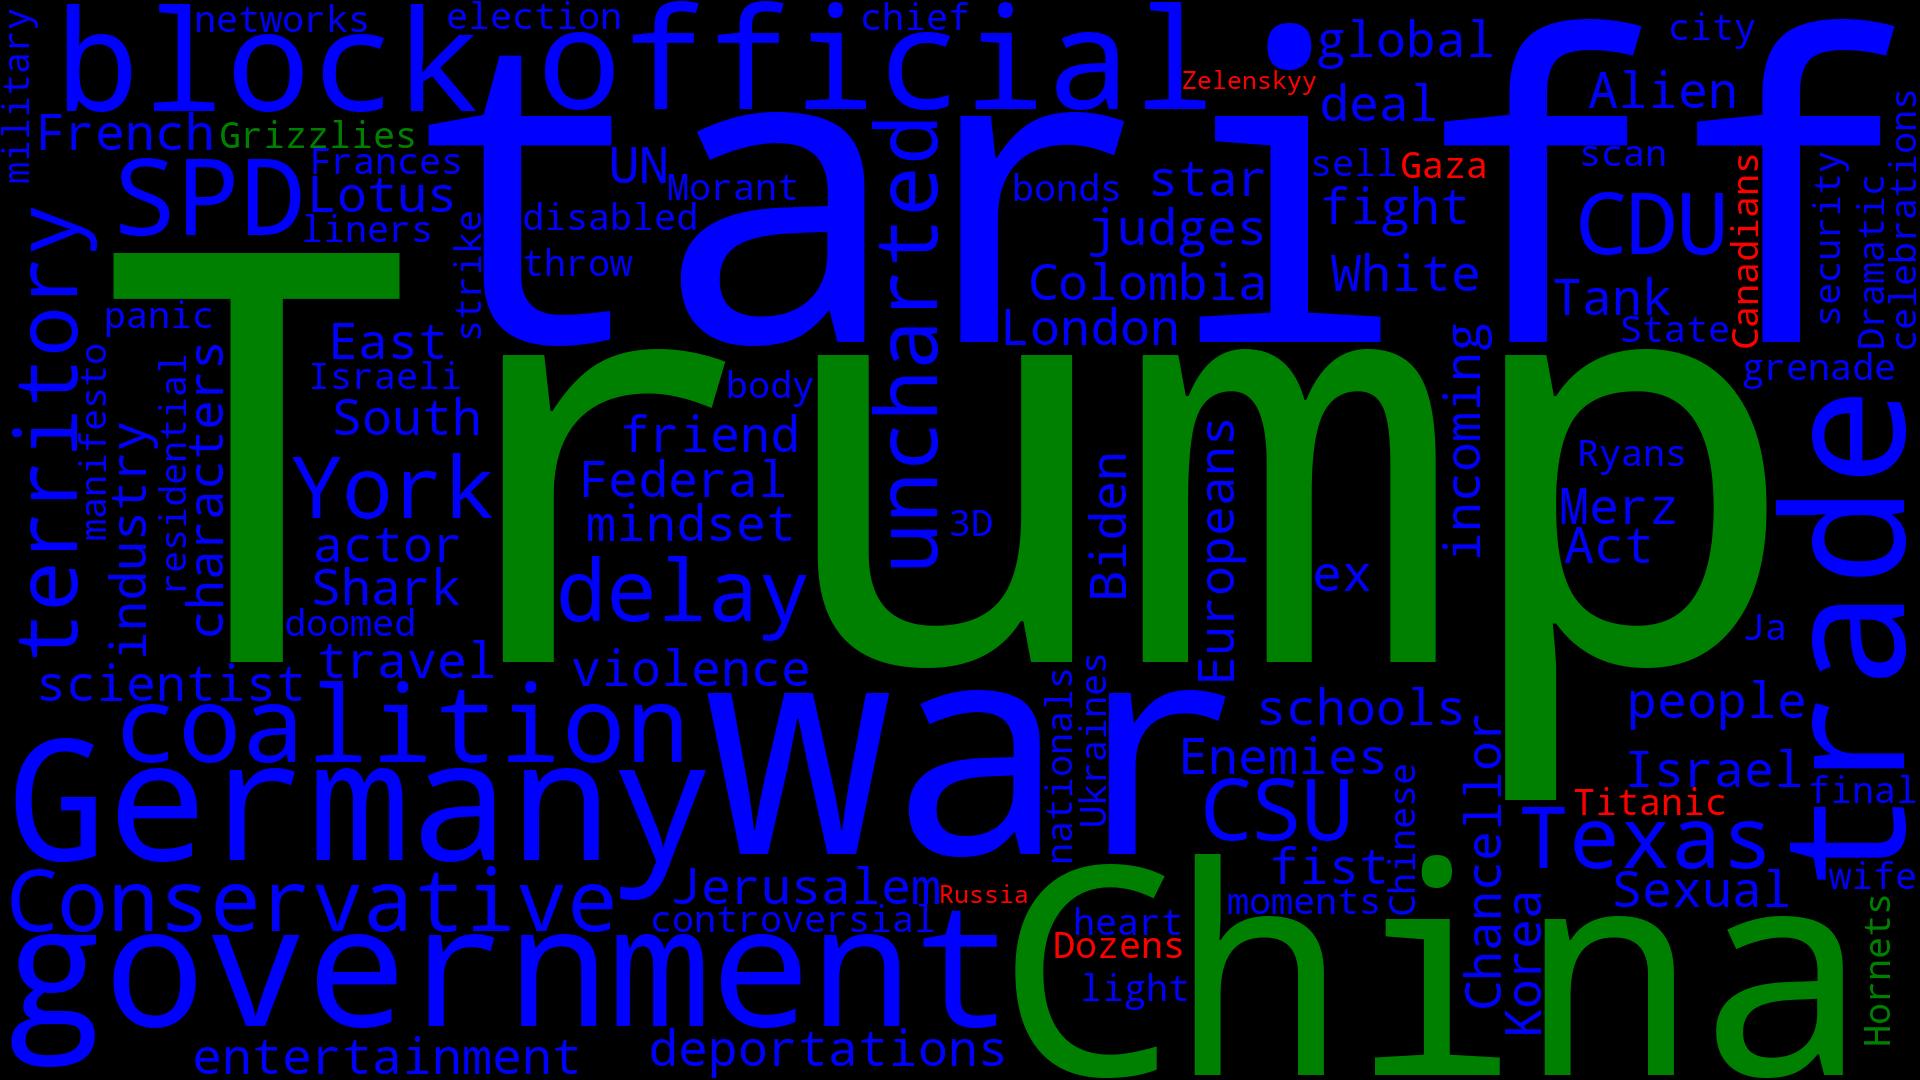 military
networks
election
chief
block
official
global
city
Zelenskyy
deal
Alien
French
Grizzlies
tariff
celebrations
SPD
Frances
Lotus
liners
UN
Morant
disabled
throw
strike
uncharted
bonds
star
judges
Colombia
London
sell
Gaza
fight
White
scan
CDU
Canadians
security
Dramatic
Tank
State
territory
panic
manifesto
industry
residential
characters
East
Israeli
South
York
actor
Shark
doomed
travel
Trump
body
friend
Federal
mindset
delay
violence
3D
Biden
Europeans
ex
incoming
grenade
Ryans
Merz
Act
Ja
trade
scientist
coalition
Germany
war
nationals
Ukraines
schools
Enemies
CSU
Chinese
Chancellor
people
Israel
final
Titanic
Texas
wife
Sexual
Conservative
Jerusalem
Russia
controversial
government
fist
moments
heart
Dozens
light
China
Korea
Hornets
entertainment
deportations